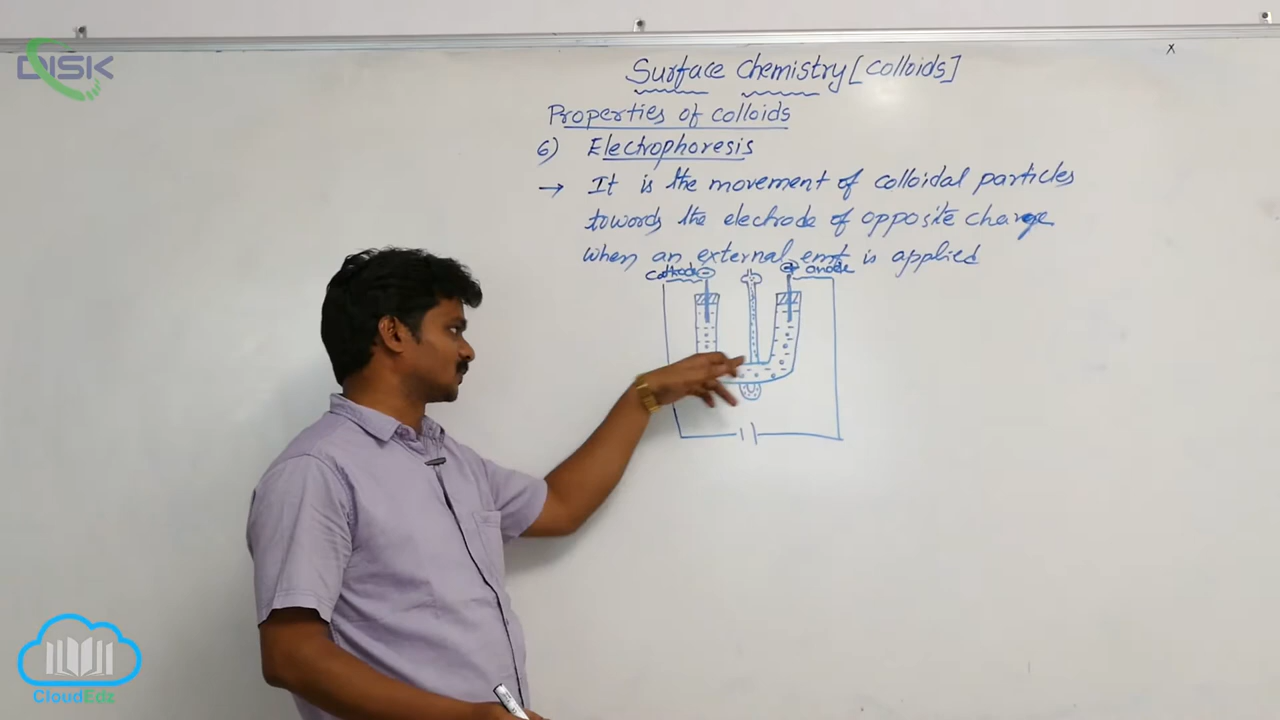 DISK
Surface Chemistry [Colloids]
Properties of colloids
6) Electrophoresis
→ It is the movement of colloidal particles
towards the electrode of opposite charge
when an external emf is applied
cathode - + anode
x
CloudEdz